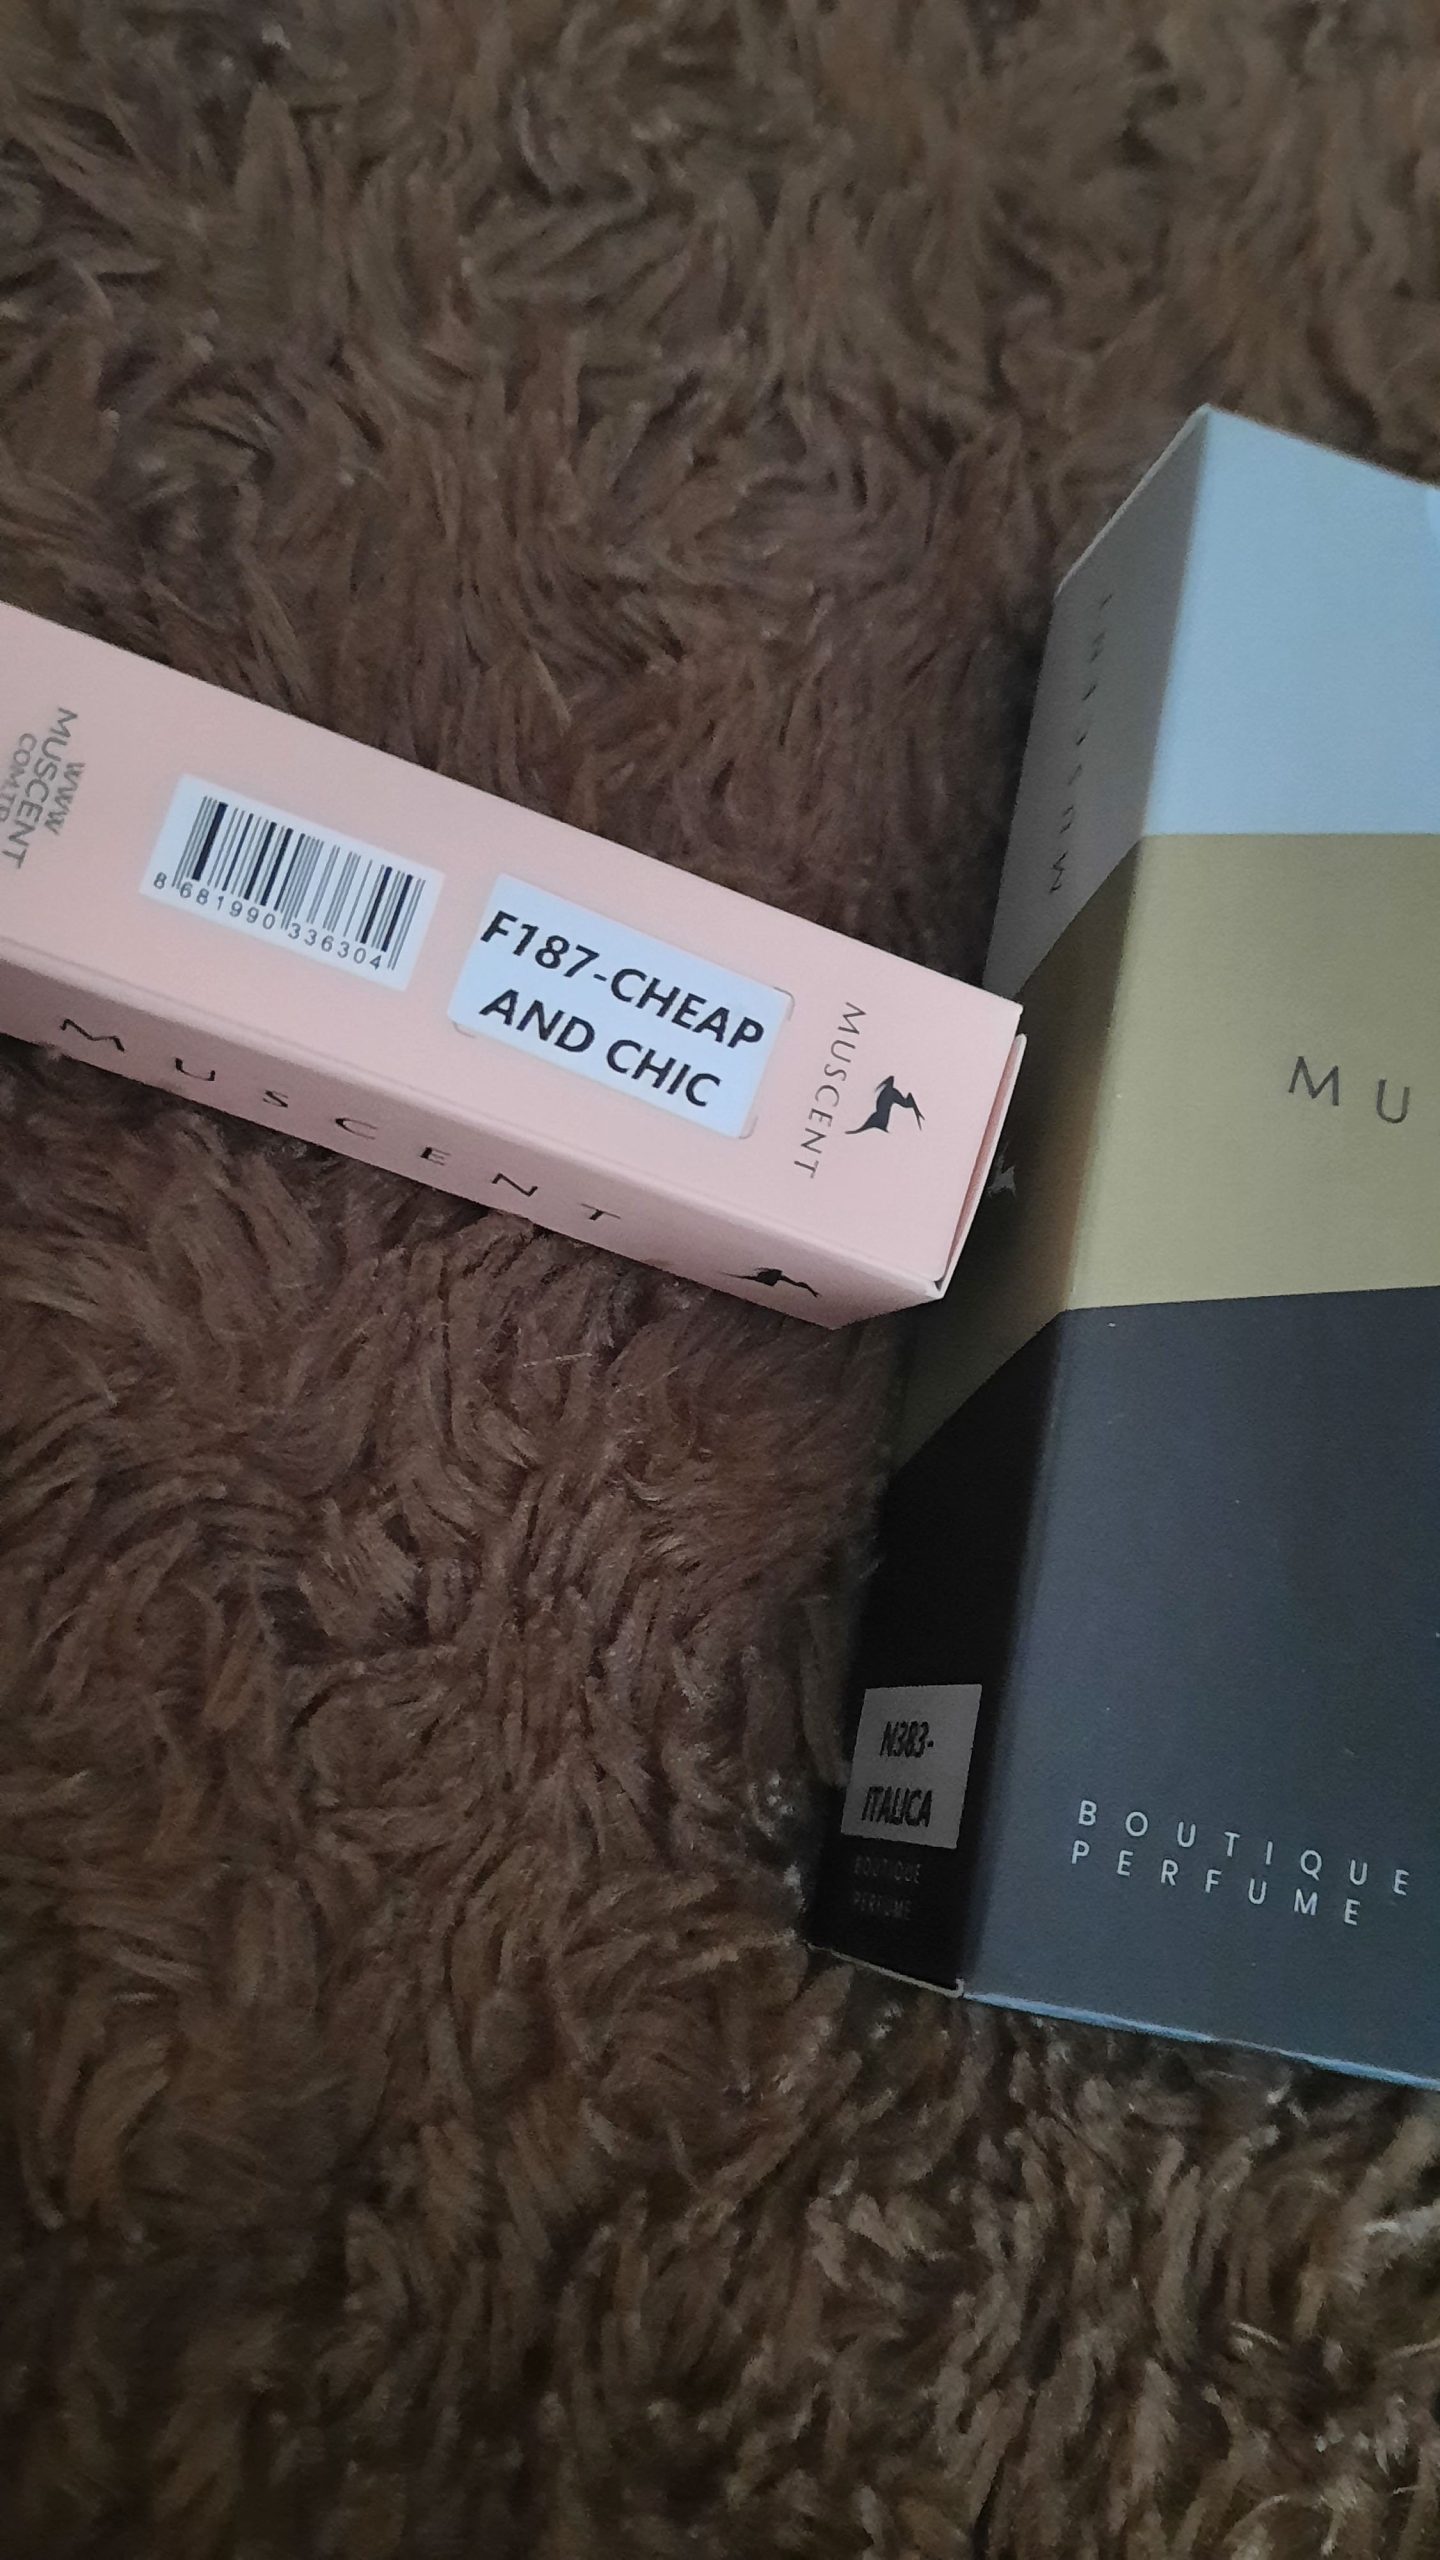 WWW
MUSCENT
COM.TR
8 681990 336304
F187-CHEAP
AND CHIC
MUSCENT
MUSCENT
MUSCENT
MU
N383-
ITALICA
BOUTIQUE
PERFUME
BOUTIQUE
PERFUME